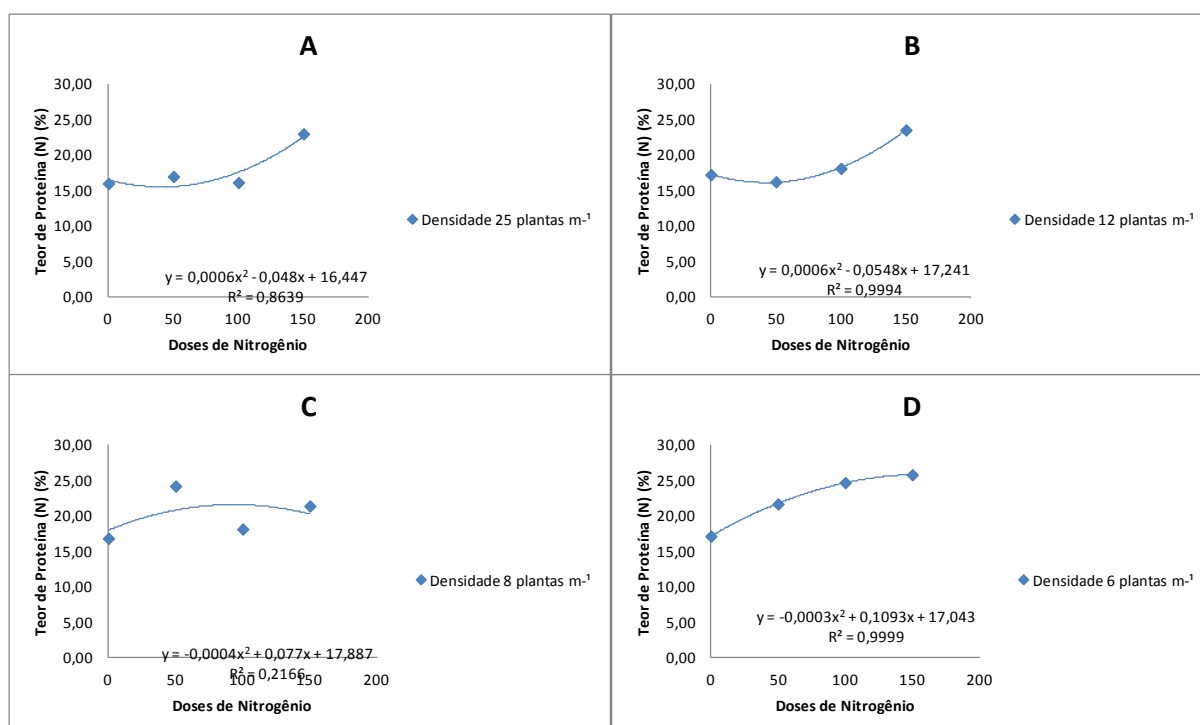 A
30,00
25,00
20,00
15,00
10,00
5,00
0,00
Teor de Proteína (N) (%)
y = 0,0006x² - 0,048x + 16,447
R² = 0,8639
0 50 100 150 200
Doses de Nitrogênio
Densidade 25 plantas m-¹
B
30,00
25,00
20,00
15,00
10,00
5,00
0,00
Teor de Proteína (N) (%)
y = 0,0006x² - 0,0548x + 17,241
R² = 0,9994
0 50 100 150 200
Doses de Nitrogênio
Densidade 12 plantas m-¹
C
30,00
25,00
20,00
15,00
10,00
5,00
0,00
Teor de Proteína (N) (%)
y = -0,0004x² + 0,077x + 17,887
R² = 0,2166
0 50 100 150 200
Doses de Nitrogênio
Densidade 8 plantas m-¹
D
30,00
25,00
20,00
15,00
10,00
5,00
0,00
Teor de Proteína (N) (%)
y = -0,0003x² + 0,1093x + 17,043
R² = 0,9999
0 50 100 150 200
Doses de Nitrogênio
Densidade 6 plantas m-¹